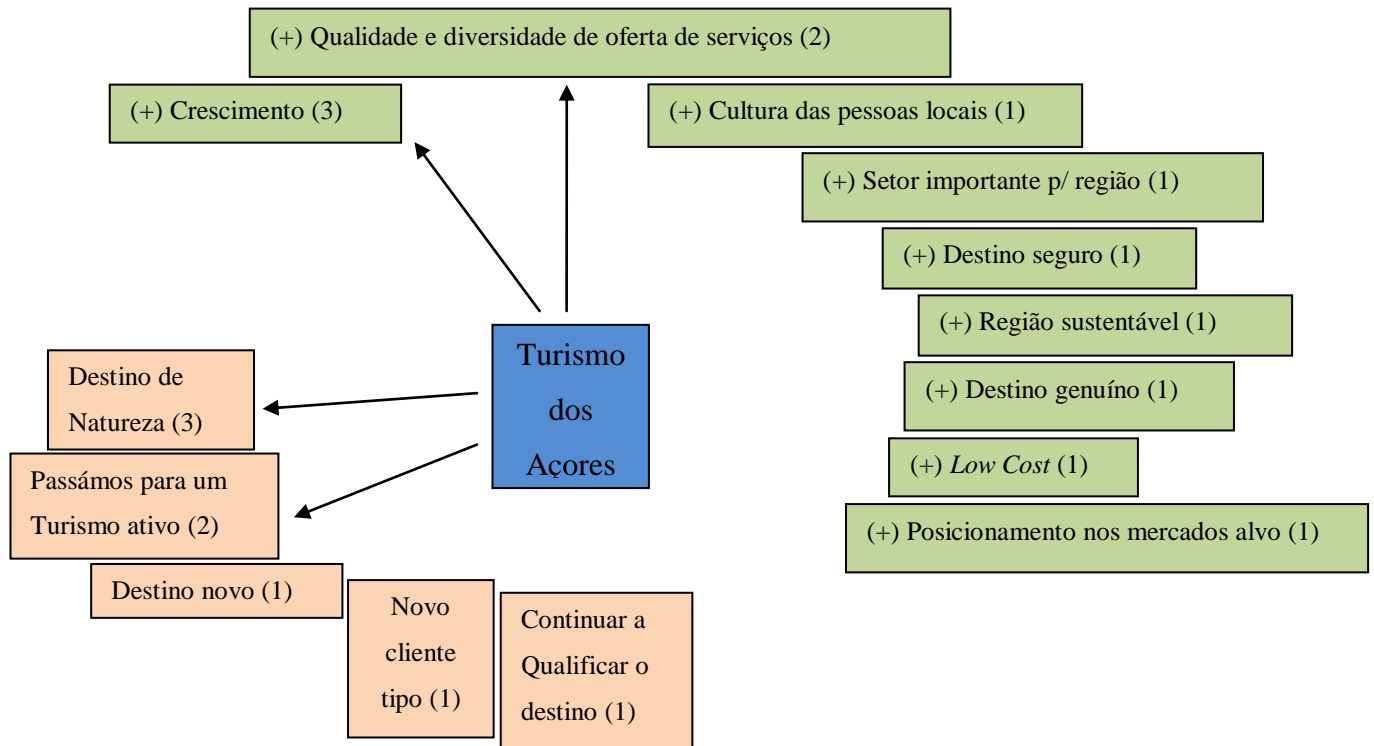 (+) Qualidade e diversidade de oferta de serviços (2)
(+) Crescimento (3)
(+) Cultura das pessoas locais (1)
(+) Setor importante p/ região (1)
(+) Destino seguro (1)
(+) Região sustentável (1)
(+) Destino genuíno (1)
(+) Low Cost (1)
(+) Posicionamento nos mercados alvo (1)
Turismo
dos
Açores
Destino de
Natureza (3)
Passámos para um
Turismo ativo (2)
Destino novo (1)
Novo
cliente
tipo (1)
Continuar a
Qualificar o
destino (1)